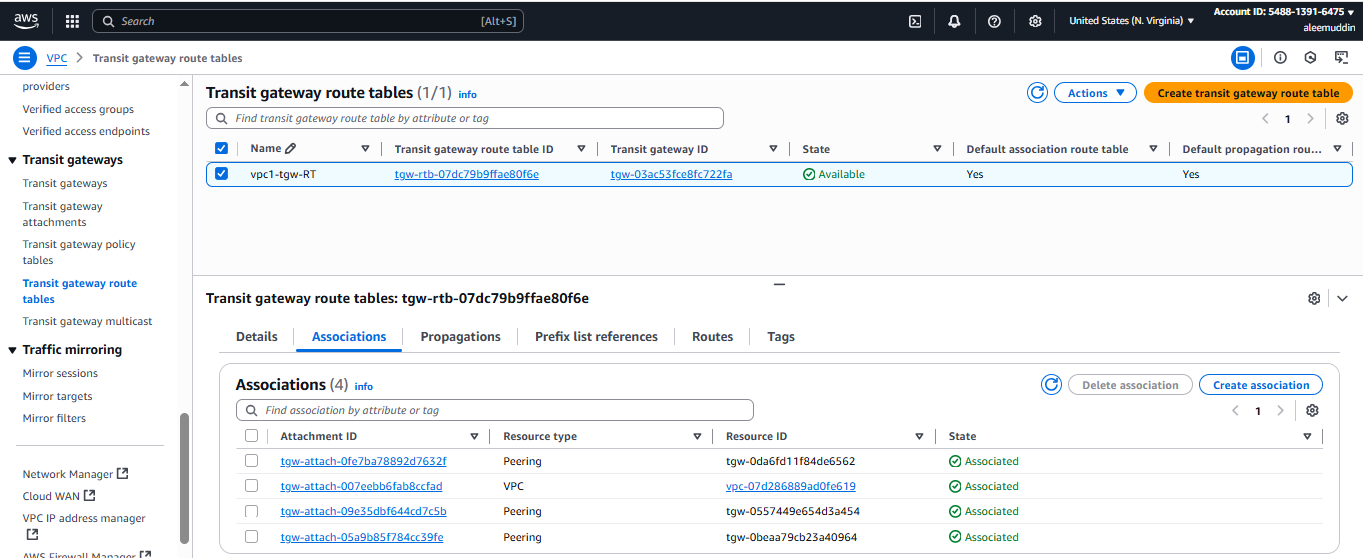 aws
Search
[Alt+S]
United States (N. Virginia)
Account ID: 5488-1391-6475
aleemuddin
VPC
Transit gateway route tables
providers
Verified access groups
Verified access endpoints
Transit gateways
Transit gateways
Transit gateway
attachments
Transit gateway policy
tables
Transit gateway route
tables
Transit gateway multicast
Traffic mirroring
Mirror sessions
Mirror targets
Mirror filters
Network Manager
Cloud WAN
VPC IP address manager
AWS Firewall Manager
Transit gateway route tables (1/1) info
Actions
Create transit gateway route table
Find transit gateway route table by attribute or tag
1
Name
Transit gateway route table ID
Transit gateway ID
State
Default association route table
Default propagation rou...
vpc1-tgw-RT
tgw-rtb-07dc79b9ffae80f6e
tgw-03ac53fce8fc722fa
Available
Yes
Yes
Transit gateway route tables: tgw-rtb-07dc79b9ffae80f6e
Details
Associations
Propagations
Prefix list references
Routes
Tags
Associations (4) info
Delete association
Create association
Find association by attribute or tag
1
Attachment ID
Resource type
Resource ID
State
tgw-attach-0fe7ba78892d7632f
Peering
tgw-0da6fd11f84de6562
Associated
tgw-attach-007eebb6fab8ccfad
VPC
vpc-07d286889ad0fe619
Associated
tgw-attach-09e35dbf644cd7c5b
Peering
tgw-0557449e654d3a454
Associated
tgw-attach-05a9b85f784cc39fe
Peering
tgw-0beaa79cb23a40964
Associated